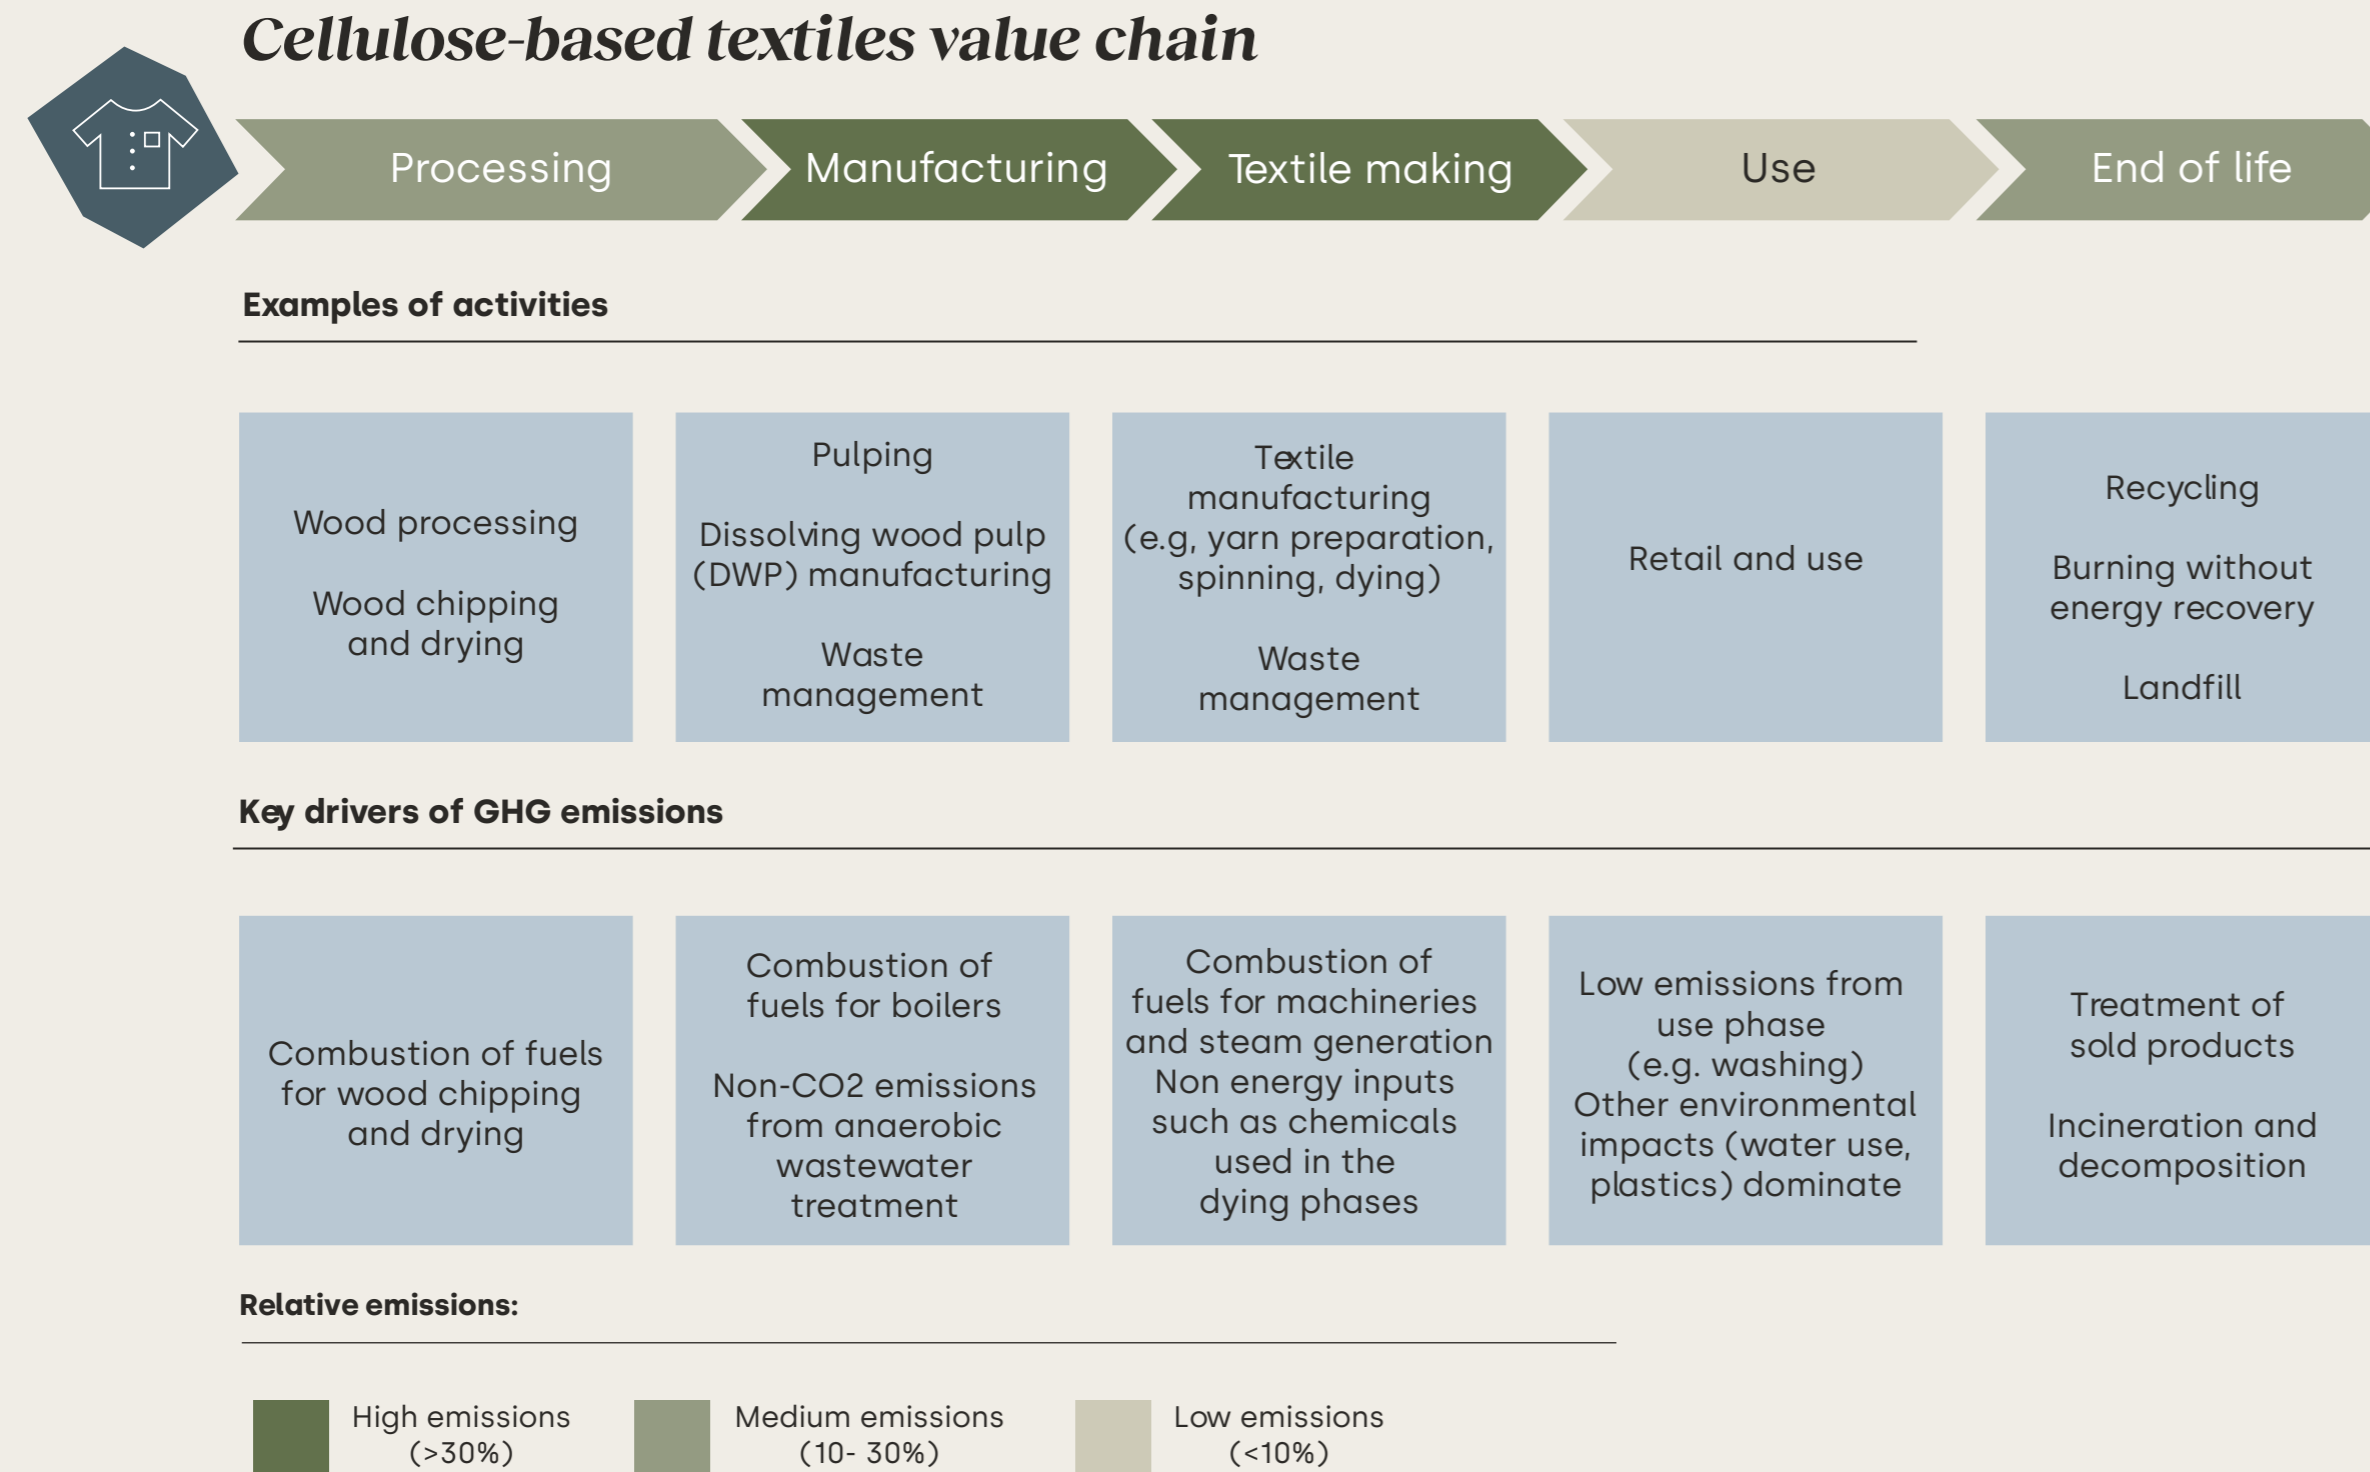 Cellulose-based textiles value chain
Processing
Manufacturing
Textile making
Use
End of life
Examples of activities
Wood processing
Wood chipping
and drying
Pulping
Dissolving wood pulp
(DWP) manufacturing
Waste
management
Textile
manufacturing
(e.g, yarn preparation,
spinning, dying)
Waste
management
Retail and use
Recycling
Burning without
energy recovery
Landfill
Key drivers of GHG emissions
Combustion of fuels
for wood chipping
and drying
Combustion of
fuels for boilers
Non-CO2 emissions
from anaerobic
wastewater
treatment
Combustion of
fuels for machineries
and steam generation
Non energy inputs
such as chemicals
used in the
dying phases
Low emissions from
use phase
(e.g. washing)
Other environmental
impacts (water use,
plastics) dominate
Treatment of
sold products
Incineration and
decomposition
Relative emissions:
High emissions
(>30%)
Medium emissions
(10- 30%)
Low emissions
(<10%)